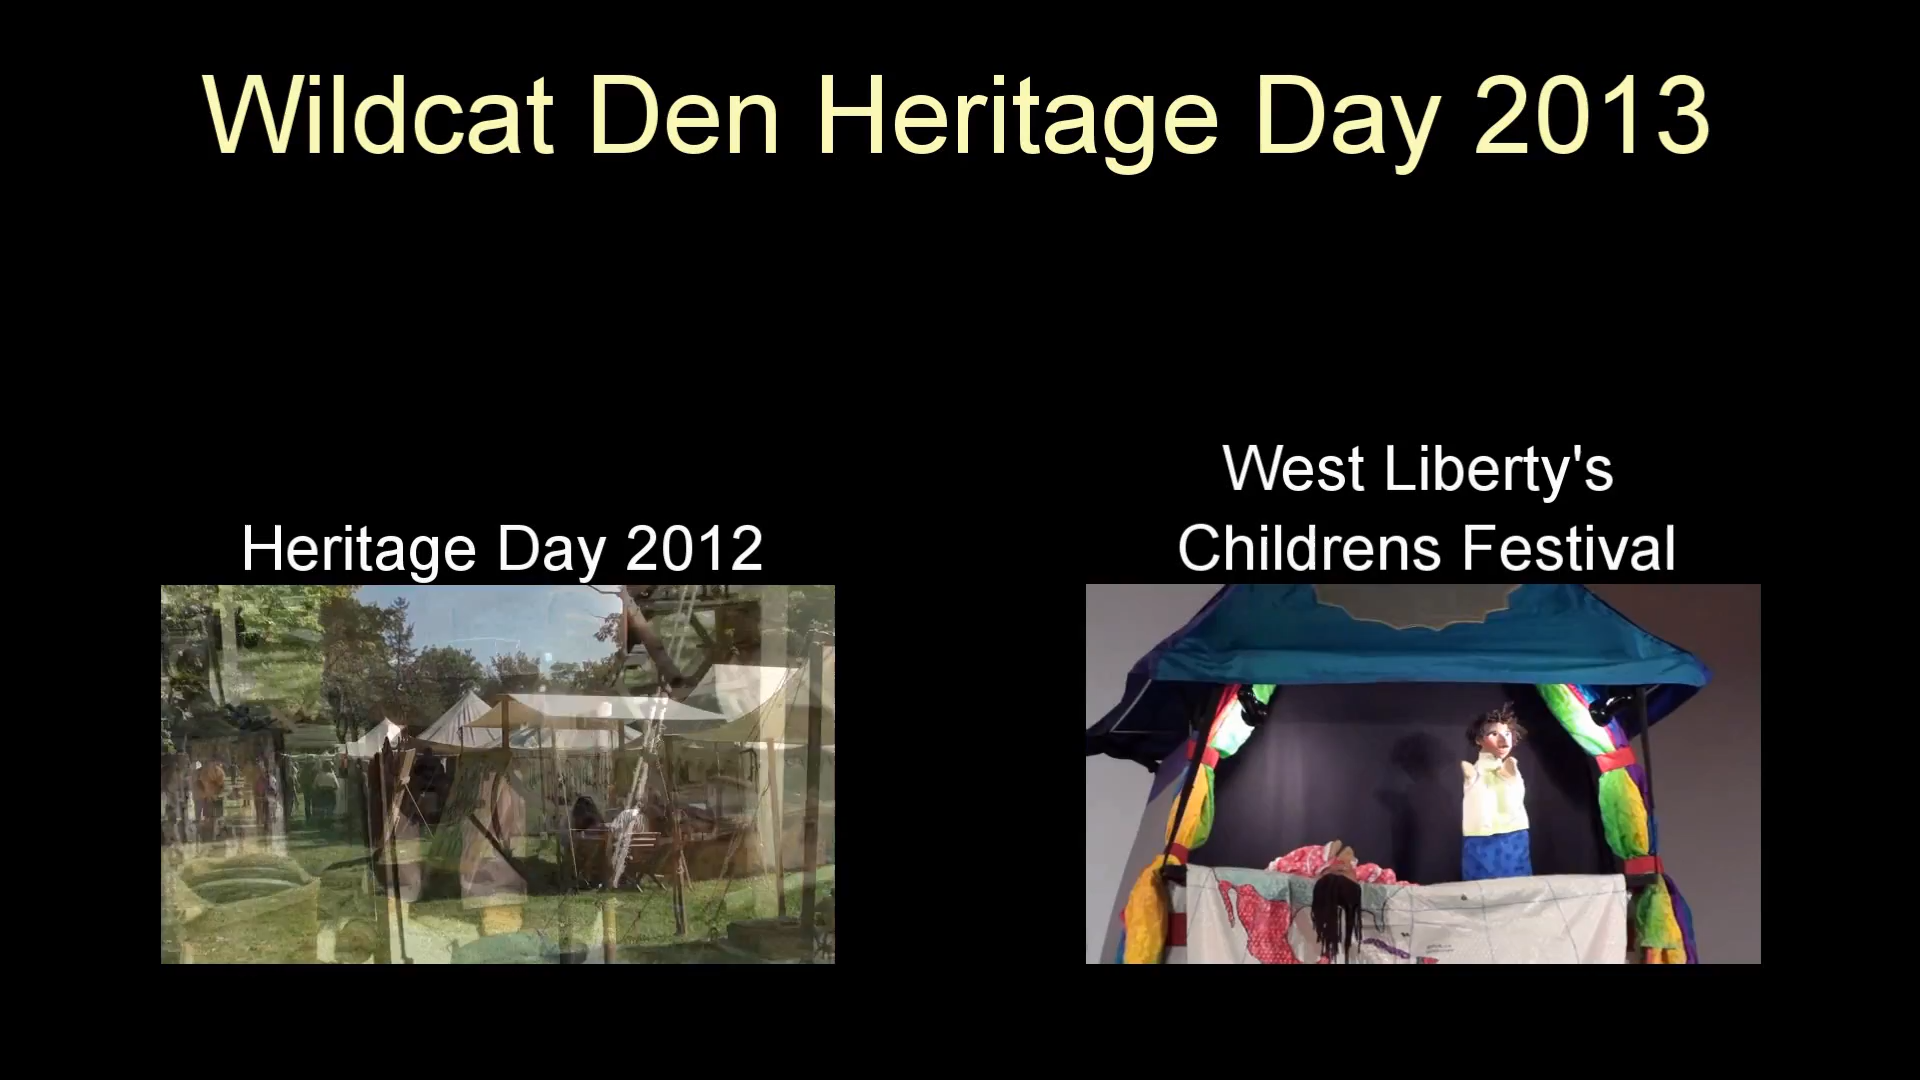 Wildcat Den Heritage Day 2013
Heritage Day 2012
West Liberty's
Childrens Festival